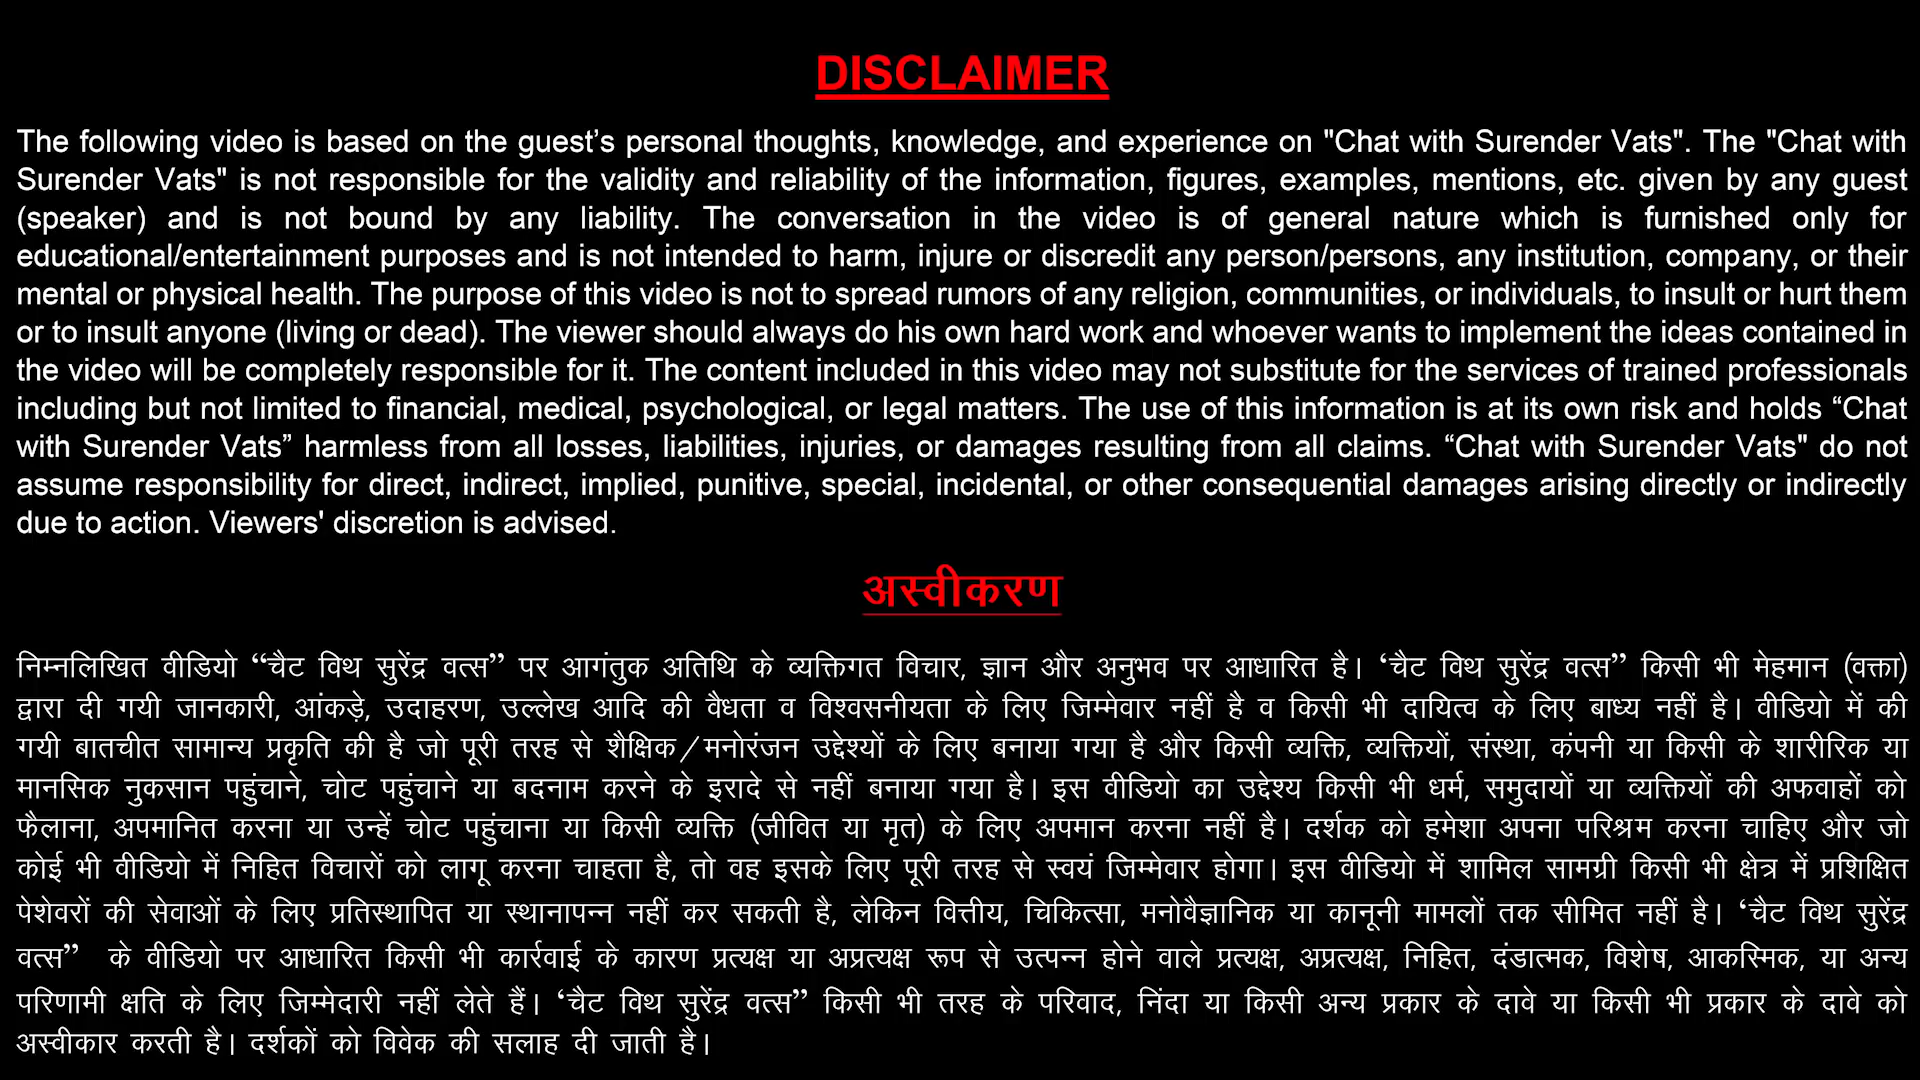 DISCLAIMER
The following video is based on the guest’s personal thoughts, knowledge, and experience on "Chat with Surender Vats". The "Chat with
Surender Vats" is not responsible for the validity and reliability of the information, figures, examples, mentions, etc. given by any guest
(speaker) and is not bound by any liability. The conversation in the video is of general nature which is furnished only for
educational/entertainment purposes and is not intended to harm, injure or discredit any person/persons, any institution, company, or their
mental or physical health. The purpose of this video is not to spread rumors of any religion, communities, or individuals, to insult or hurt them
or to insult anyone (living or dead). The viewer should always do his own hard work and whoever wants to implement the ideas contained in
the video will be completely responsible for it. The content included in this video may not substitute for the services of trained professionals
including but not limited to financial, medical, psychological, or legal matters. The use of this information is at its own risk and holds “Chat
with Surender Vats” harmless from all losses, liabilities, injuries, or damages resulting from all claims. “Chat with Surender Vats" do not
assume responsibility for direct, indirect, implied, punitive, special, incidental, or other consequential damages arising directly or indirectly
due to action. Viewers' discretion is advised.
अस्वीकरण
निम्नलिखित वीडियो “चैट विथ सुरेंद्र वत्स” पर आगंतुक अतिथि के व्यक्तिगत विचार, ज्ञान और अनुभव पर आधारित है। ‘चैट विथ सुरेंद्र वत्स” किसी भी मेहमान (वक्ता)
द्वारा दी गयी जानकारी, आंकड़े, उदाहरण, उल्लेख आदि की वैधता व विश्वसनीयता के लिए जिम्मेवार नहीं है व किसी भी दायित्व के लिए बाध्य नहीं है। वीडियो में की
गयी बातचीत सामान्य प्रकृति की है जो पूरी तरह से शैक्षिक/मनोरंजन उद्देश्यों के लिए बनाया गया है और किसी व्यक्ति, व्यक्तियों, संस्था, कंपनी या किसी के शारीरिक या
मानसिक नुकसान पहुंचाने, चोट पहुंचाने या बदनाम करने के इरादे से नहीं बनाया गया है। इस वीडियो का उद्देश्य किसी भी धर्म, समुदायों या व्यक्तियों की अफवाहों को
फैलाना, अपमानित करना या उन्हें चोट पहुंचाना या किसी व्यक्ति (जीवित या मृत) के लिए अपमान करना नहीं है। दर्शक को हमेशा अपना परिश्रम करना चाहिए और जो
कोई भी वीडियो में निहित विचारों को लागू करना चाहता है, तो वह इसके लिए पूरी तरह से स्वयं जिम्मेवार होगा। इस वीडियो में शामिल सामग्री किसी भी क्षेत्र में प्रशिक्षित
पेशेवरों की सेवाओं के लिए प्रतिस्थापित या स्थानापन्न नहीं कर सकती है, लेकिन वित्तीय, चिकित्सा, मनोवैज्ञानिक या कानूनी मामलों तक सीमित नहीं है। ‘चैट विथ सुरेंद्र
वत्स” के वीडियो पर आधारित किसी भी कार्रवाई के कारण प्रत्यक्ष या अप्रत्यक्ष रूप से उत्पन्न होने वाले प्रत्यक्ष, अप्रत्यक्ष, निहित, दंडात्मक, विशेष, आकस्मिक, या अन्य
परिणामी क्षति के लिए जिम्मेदारी नहीं लेते हैं। ‘चैट विथ सुरेंद्र वत्स” किसी भी तरह के परिवाद, निंदा या किसी अन्य प्रकार के दावे या किसी भी प्रकार के दावे को
अस्वीकार करती है। दर्शकों को विवेक की सलाह दी जाती है।